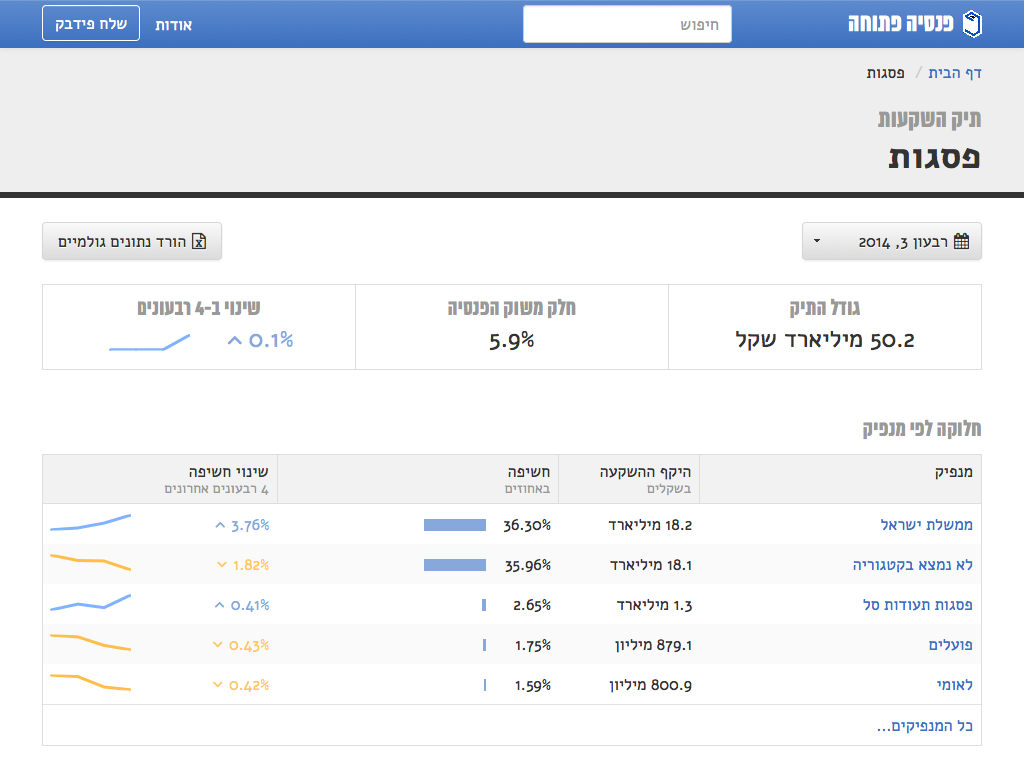 פנסיה פתוחה
חיפוש
אודות
שלח פידבק
דף הבית / פסגות
תיק השקעות
פסגות
רבעון 3, 2014
הורד נתונים גולמיים
גודל התיק
50.2 מיליארד שקל
חלק משוק הפנסיה
5.9%
שינוי ב-4 רבעונים
0.1%
חלוקה לפי מנפיק
מנפיק
היקף ההשקעה
בשקלים
חשיפה
באחוזים
שינוי חשיפה
4 רבעונים אחרונים
ממשלת ישראל 18.2 מיליארד 36.30% 3.76%
לא נמצא בקטגוריה 18.1 מיליארד 35.96% 1.82%
פסגות תעודות סל 1.3 מיליארד 2.65% 0.41%
פועלים 879.1 מיליון 1.75% 0.43%
לאומי 800.9 מיליון 1.59% 0.42%
כל המנפיקים...